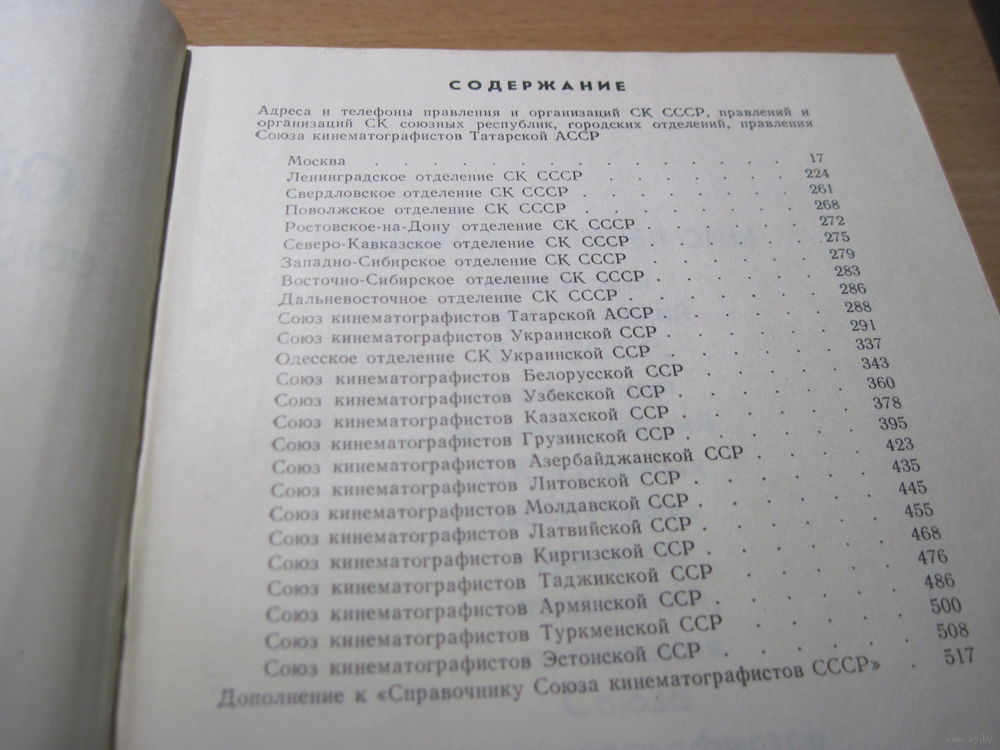 СОДЕРЖАНИЕ
Адреса и телефоны правления и организаций СК СССР, правлений и
организаций СК союзных республик, городских отделений, правления
Союза кинематографистов Татарской АССР
Москва . . . . . . . . . . . . . . 17
Ленинградское отделение СК СССР . . . . . . . 224
Свердловское отделение СК СССР . . . . . . . 261
Поволжское отделение СК СССР . . . . . . . 268
Ростовское-на-Дону отделение СК СССР . . . . . . 272
Северо-Кавказское отделение СК СССР . . . . . . 275
Западно-Сибирское отделение СК СССР . . . . . . 279
Восточно-Сибирское отделение СК СССР . . . . . . 283
Дальневосточное отделение СК СССР . . . . . . 286
Союз кинематографистов Татарской АССР . . . . . . 288
Союз кинематографистов Украинской ССР . . . . . . 291
Одесское отделение СК Украинской ССР . . . . . . 337
Союз кинематографистов Белорусской ССР . . . . . 343
Союз кинематографистов Узбекской ССР . . . . . . 360
Союз кинематографистов Казахской ССР . . . . . . 378
Союз кинематографистов Грузинской ССР . . . . . 395
Союз кинематографистов Азербайджанской ССР . . . . 423
Союз кинематографистов Литовской ССР . . . . . 435
Союз кинематографистов Молдавской ССР . . . . . 445
Союз кинематографистов Латвийской ССР . . . . . 455
Союз кинематографистов Киргизской ССР . . . . . 468
Союз кинематографистов Таджикской ССР . . . . . 476
Союз кинематографистов Армянской ССР . . . . . 486
Союз кинематографистов Туркменской ССР . . . . . 500
Союз кинематографистов Эстонской ССР . . . . . 508
Дополнение к «Справочнику Союза кинематографистов СССР» . 517
www.ay.by